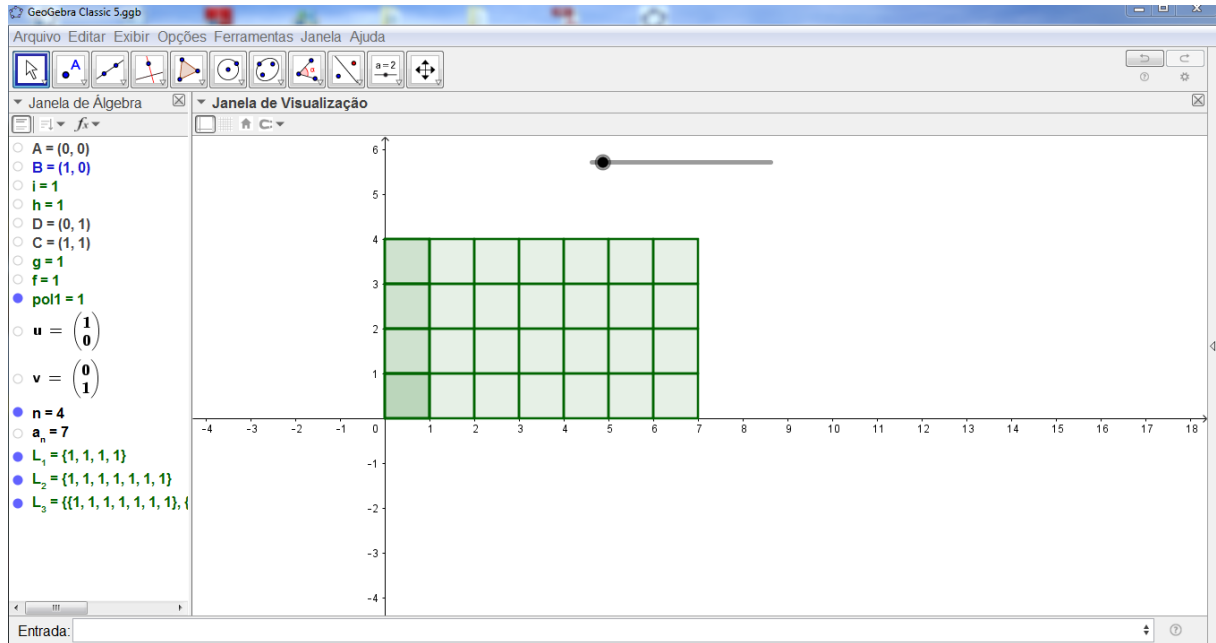 GeoGebra Classic 5.ggb
Arquivo Editar Exibir Opções Ferramentas Janela Ajuda
A
α
a=2
Janela de Álgebra
Janela de Visualização
fx
A = (0, 0)
B = (1, 0)
i = 1
h = 1
D = (0, 1)
C = (1, 1)
g = 1
f = 1
pol1 = 1
u = (1 0)
v = (0 1)
n = 4
aₙ = 7
L₁ = {1, 1, 1, 1}
L₂ = {1, 1, 1, 1, 1, 1, 1}
L₃ = {{1, 1, 1, 1, 1, 1, 1}, {
6
5
4
3
2
1
-4 -3 -2 -1 0 1 2 3 4 5 6 7 8 9 10 11 12 13 14 15 16 17 18
-1
-2
-3
-4
Entrada: